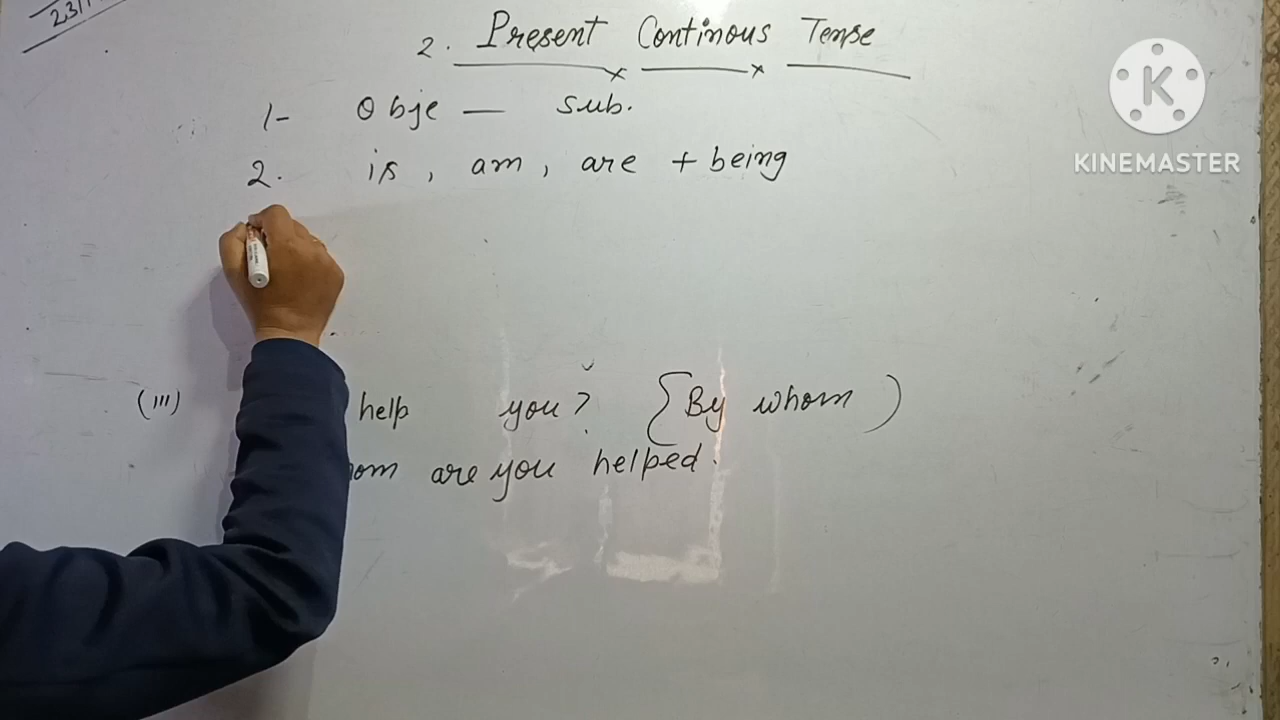 2. Present Continous Tense
1- Obje — sub.
2. is, am, are + being
(III) help you? {By whom)
are you helped.
K
KINEMASTER